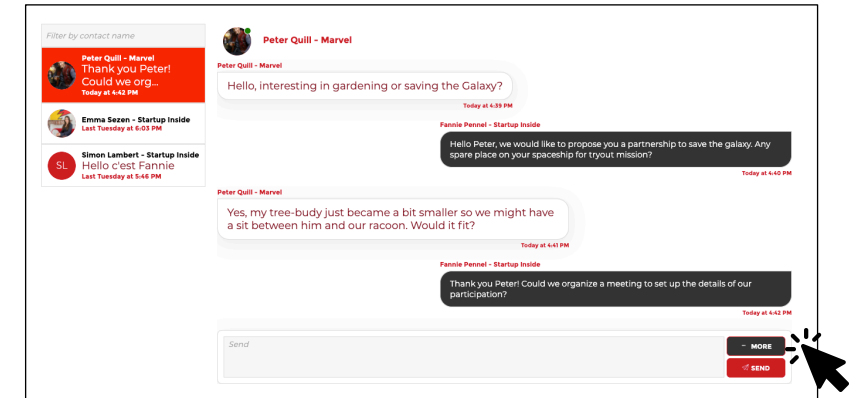 Filter by contact name
Peter Quill - Marvel
Thank you Peter!
Could we org...
Today at 4:42 PM
Emma Sezen - Startup Inside
Last Tuesday at 6:03 PM
SL
Simon Lambert - Startup Inside
Hello c'est Fannie
Last Tuesday at 5:46 PM
Peter Quill - Marvel
Peter Quill - Marvel
Hello, interesting in gardening or saving the Galaxy?
Today at 4:39 PM
Fannie Pennel - Startup Inside
Hello Peter, we would like to propose you a partnership to save the galaxy. Any
spare place on your spaceship for tryout mission?
Today at 4:40 PM
Peter Quill - Marvel
Yes, my tree-budy just became a bit smaller so we might have
a sit between him and our racoon. Would it fit?
Today at 4:41 PM
Fannie Pennel - Startup Inside
Thank you Peter! Could we organize a meeting to set up the details of our
participation?
Today at 4:42 PM
Send
MORE
SEND